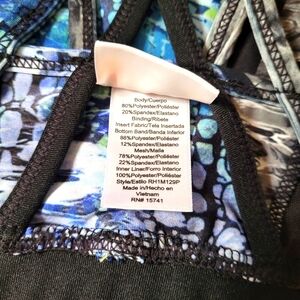 Body/Cuerpo
80%Polyester/Poliéster
20%Spandex/Elastano
Binding/Ribete
Insert Fabric/Tela Insertada
Bottom Band/Banda Inferior
88%Polyester/Poliéster
12%Spandex/Elastano
Mesh/Malla
78%Polyester/Poliéster
22%Spandex/Elastano
Inner Liner/Forro Interior
100%Polyester/Poliéster
Style/Estilo RH1M129P
Made in/Hecho en
Vietnam
RN# 15741